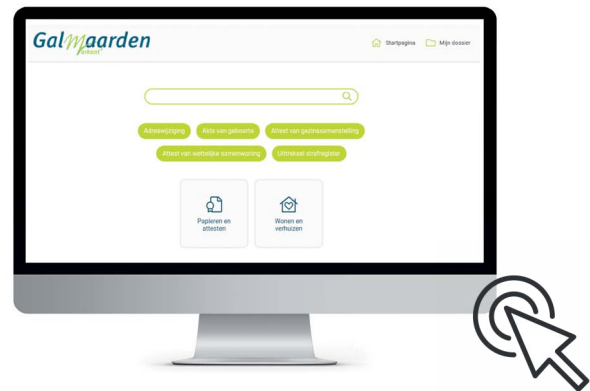 Galmaarden
markant
Startpagina
Mijn dossier
Adreswijziging
Akte van geboorte
Attest van gezinssamenstelling
Attest van wettelijke samenwoning
Uittreksel strafregister
Papieren en
attesten
Wonen en
verhuizen